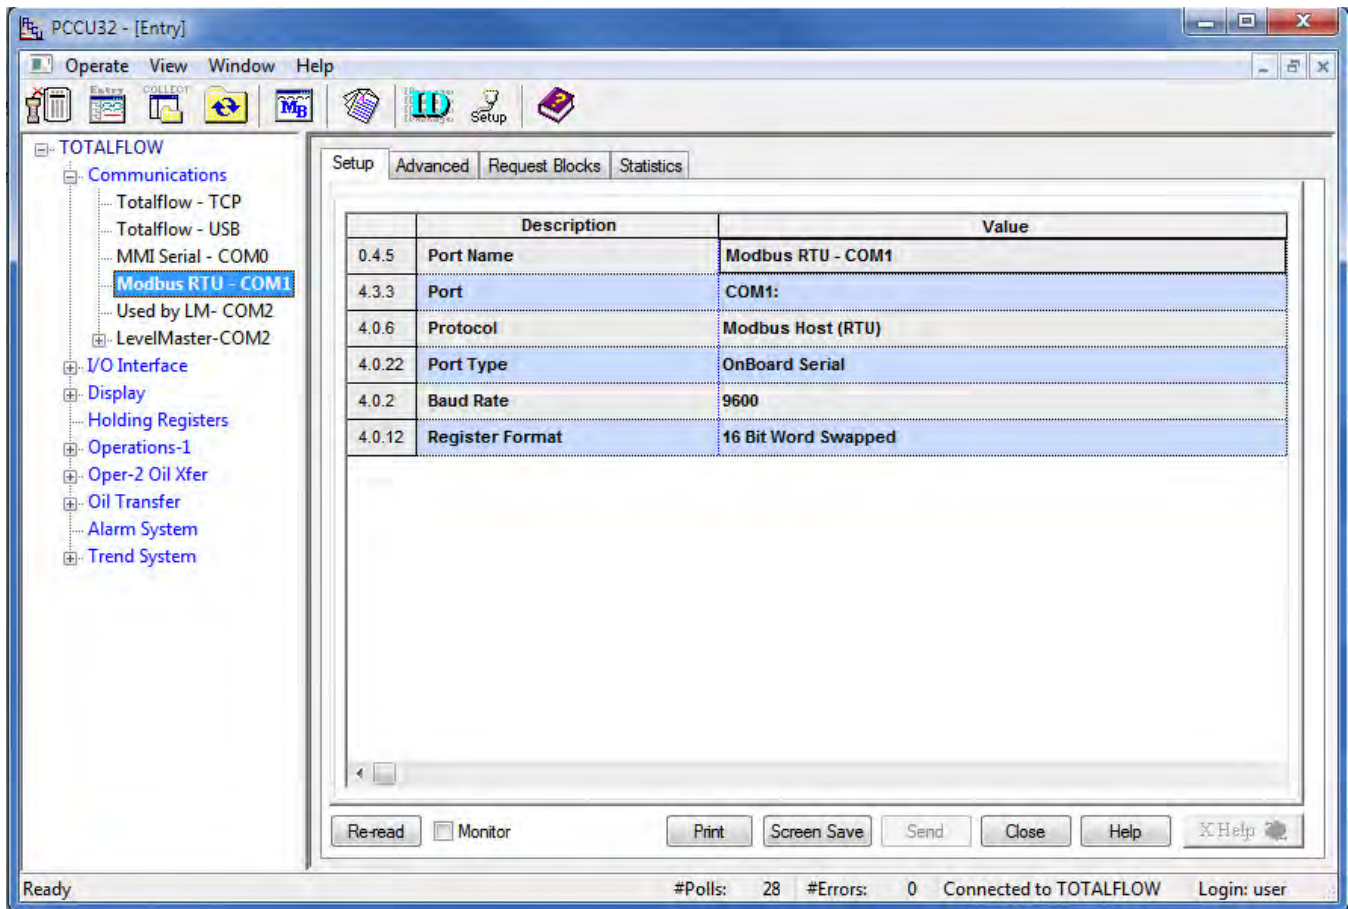 PCCU32 - [Entry]
Operate View Window Help
Entry
COLLECT
MB
ID
Setup
TOTALFLOW
Communications
Totalflow - TCP
Totalflow - USB
MMI Serial - COM0
Modbus RTU - COM1
Used by LM- COM2
LevelMaster-COM2
I/O Interface
Display
Holding Registers
Operations-1
Oper-2 Oil Xfer
Oil Transfer
Alarm System
Trend System
Setup Advanced Request Blocks Statistics
Description Value
0.4.5 Port Name Modbus RTU - COM1
4.3.3 Port COM1:
4.0.6 Protocol Modbus Host (RTU)
4.0.22 Port Type OnBoard Serial
4.0.2 Baud Rate 9600
4.0.12 Register Format 16 Bit Word Swapped
Re-read Monitor Print Screen Save Send Close Help X Help
Ready #Polls: 28 #Errors: 0 Connected to TOTALFLOW Login: user